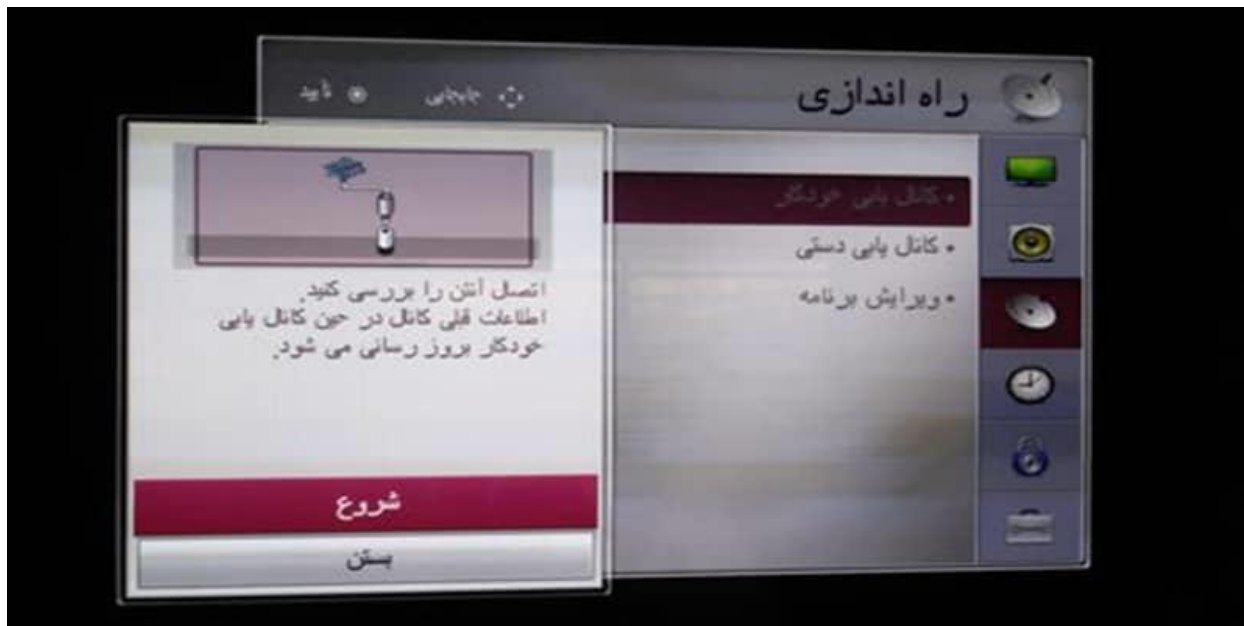 راه اندازی
جابجایی تأیید
کانال یابی خودکار
کانال یابی دستی
ویرایش برنامه
اتصال آنتن را بررسی کنید.
اطلاعات قبلی کانال در حین کانال یابی
خودکار بروز رسانی می شود.
شروع
بستن